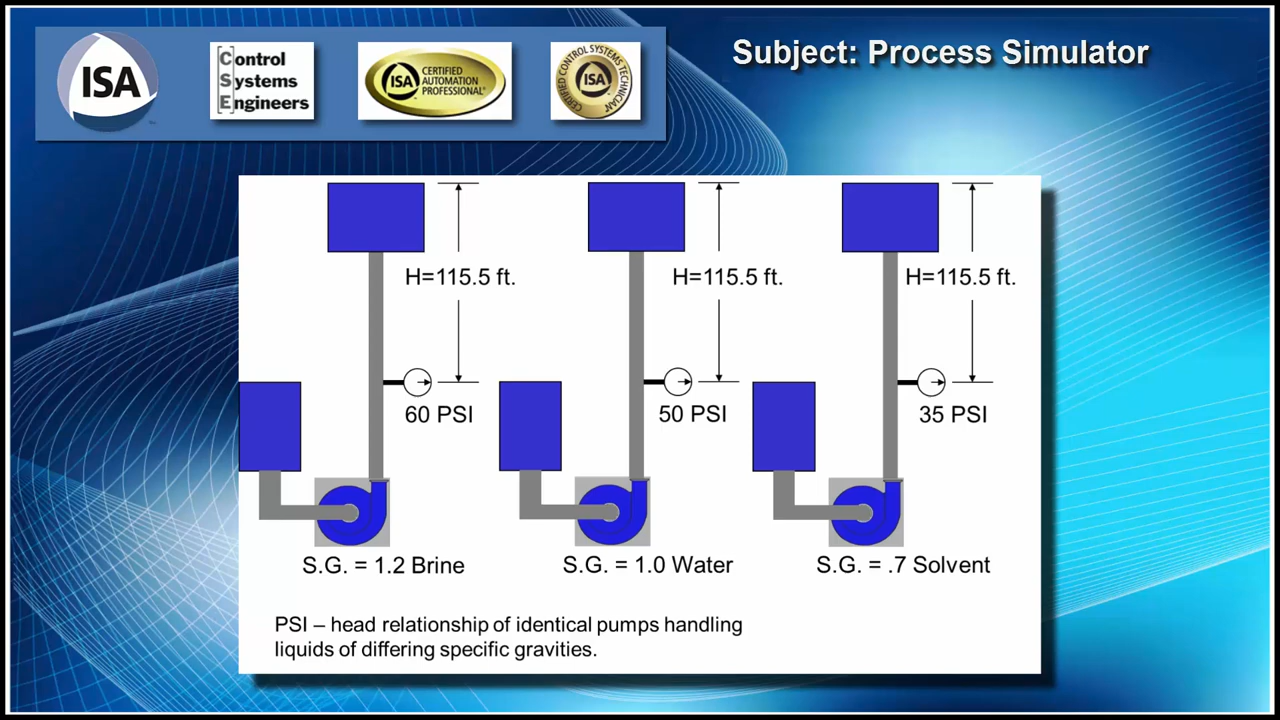 Subject: Process Simulator
ISA
Control
Systems
Engineers
ISA
CERTIFIED
AUTOMATION
PROFESSIONAL®
CERTIFIED CONTROL SYSTEMS TECHNICIAN
ISA
H=115.5 ft.
H=115.5 ft.
H=115.5 ft.
60 PSI
50 PSI
35 PSI
S.G. = 1.2 Brine
S.G. = 1.0 Water
S.G. = .7 Solvent
PSI – head relationship of identical pumps handling
liquids of differing specific gravities.